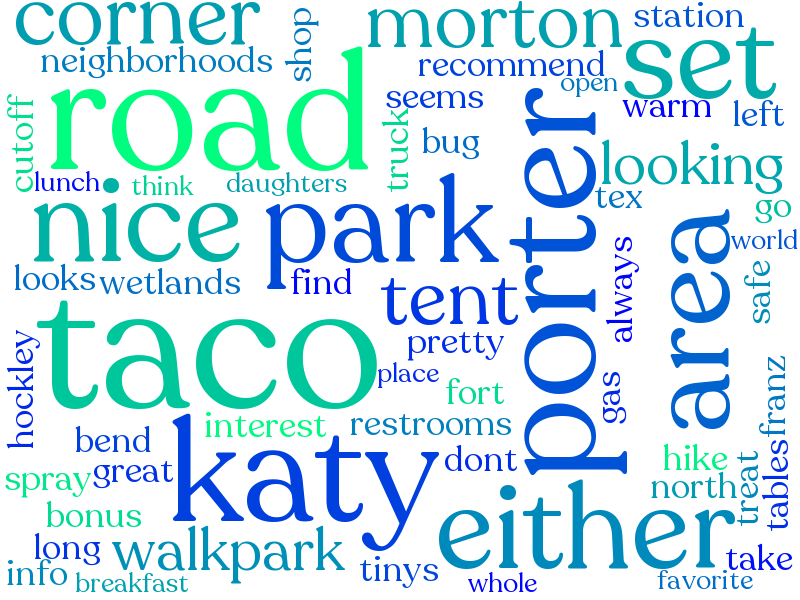 corner
morton
station
shop
neighborhoods
recommend
set
open
seems
warm
left
road
cutoff
truck
bug
porter
looking
lunch
think
daughters
tex
go
nice
park
area
world
looks
wetlands
find
tent
always
safe
taco
pretty
hockley
place
fort
gas
franz
interest
restrooms
bend
katy
dont
hike
tables
spray
great
treat
north
bonus
either
long
walkpark
take
info
breakfast
tinys
whole
favorite